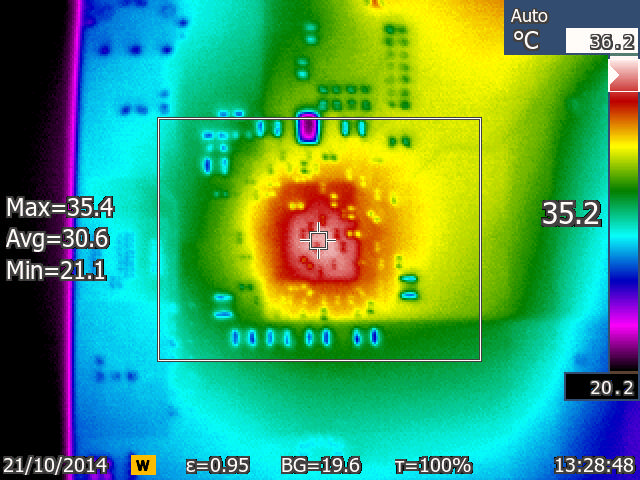 Auto
°C
36.2
Max=35.4
Avg=30.6
Min=21.1
35.2
20.2
21/10/2014 W ε=0.95 BG=19.6 τ=100% 13:28:48